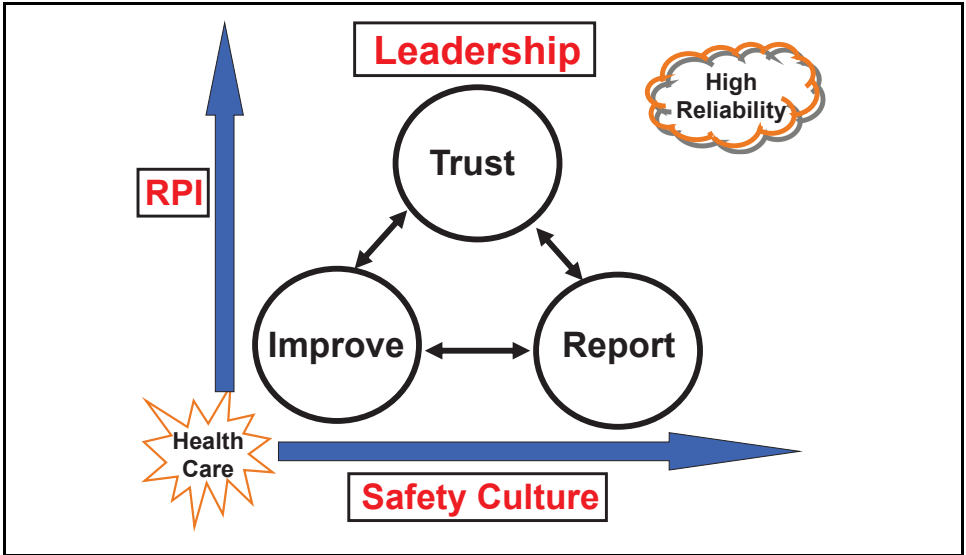 Leadership
High
Reliability
Trust
RPI
Improve
Report
Health
Care
Safety Culture